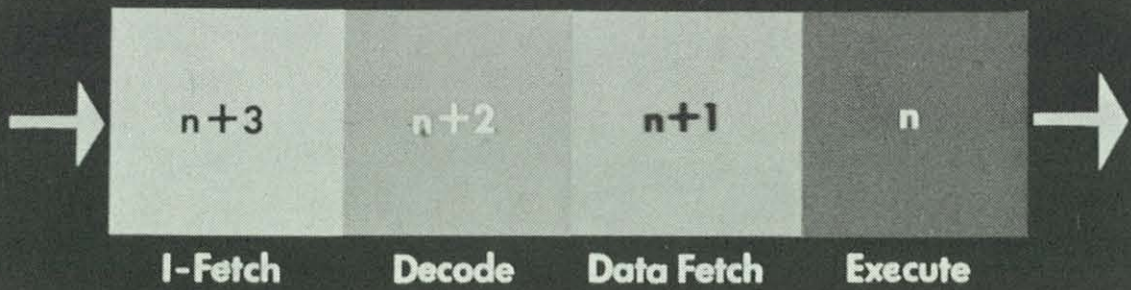 n+3 n+2 n+1 n
I-Fetch Decode Data Fetch Execute